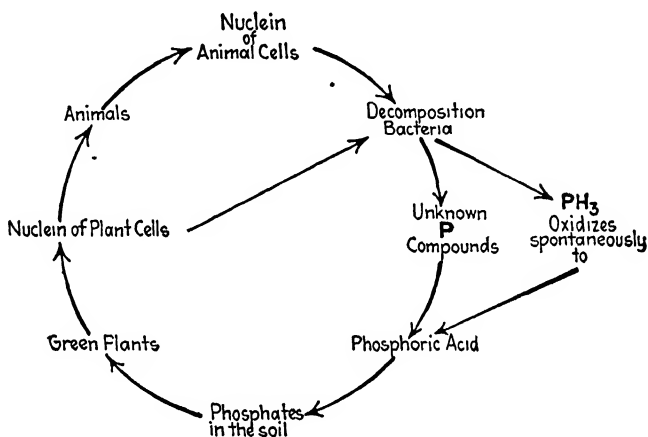 Nuclein
of
Animal Cells
Animals
Decomposition
Bacteria
PH₃
Oxidizes
spontaneously
to
Unknown
P
Compounds
Nuclein of Plant Cells
Green Plants
Phosphoric Acid
Phosphates
in the soil